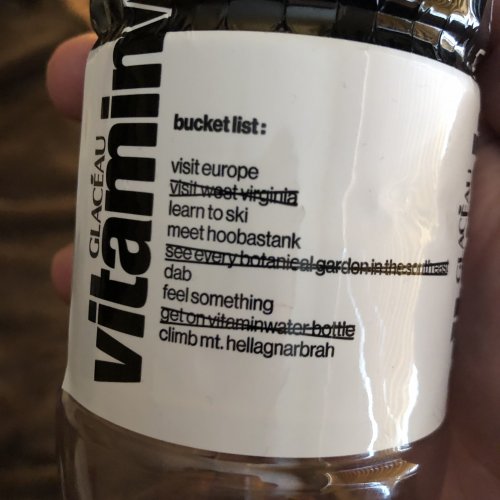 GLACÉAU
vitamin
bucket list:
visit europe
visit west virginia
learn to ski
meet hoobastank
see every botanical garden in the southeast
dab
feel something
get on vitaminwater bottle
climb mt. hellagnarbrah
GLACÉAU